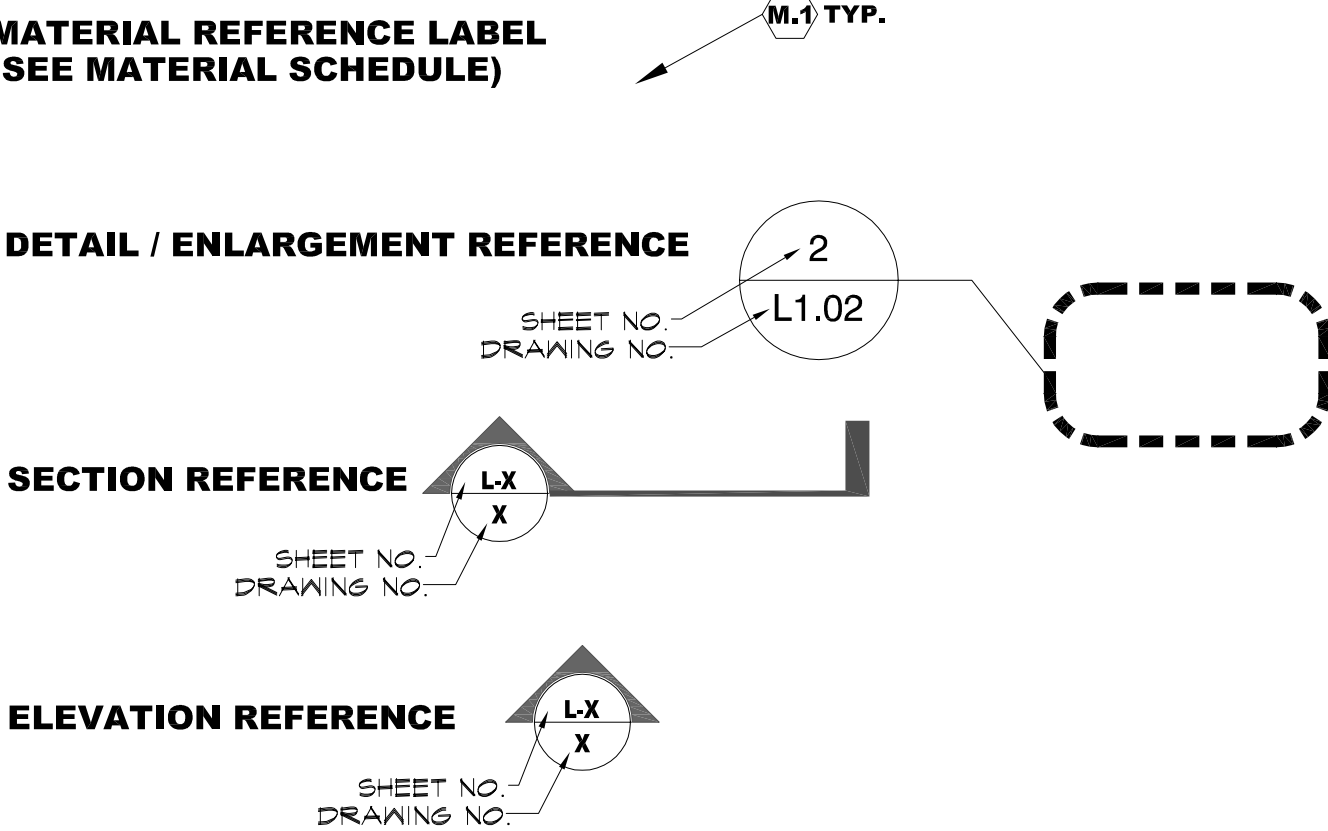 MATERIAL REFERENCE LABEL
SEE MATERIAL SCHEDULE)
M.1 TYP.
DETAIL / ENLARGEMENT REFERENCE
2
L1.02
SHEET NO.
DRAWING NO.
SECTION REFERENCE
L-X
X
SHEET NO.
DRAWING NO.
ELEVATION REFERENCE
L-X
X
SHEET NO.
DRAWING NO.